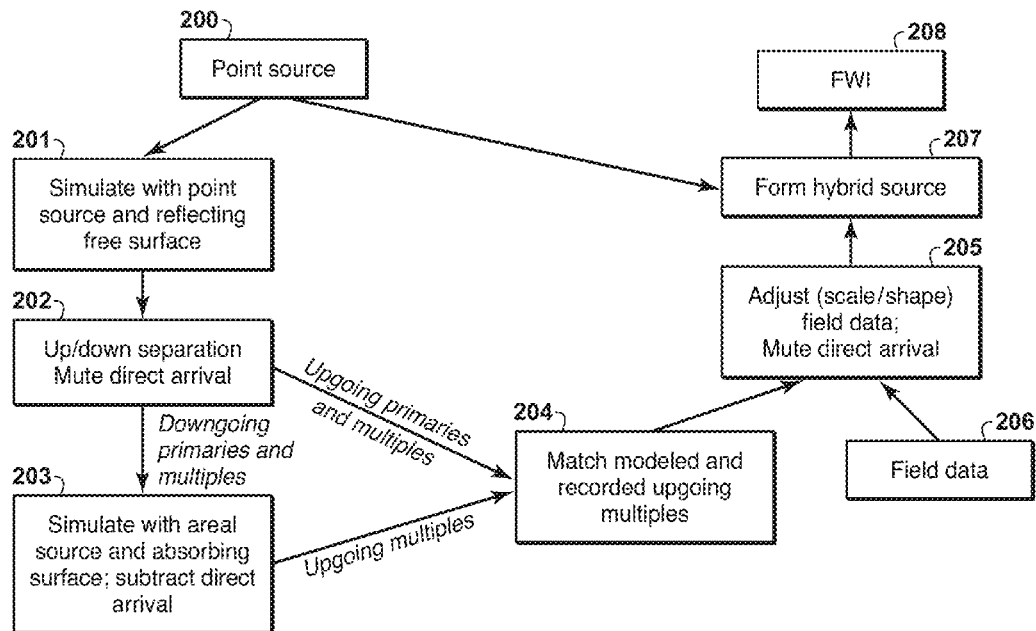 200
Point source
208
FWI
201
Simulate with point
source and reflecting
free surface
207
Form hybrid source
202
Up/down separation
Mute direct arrival
205
Adjust (scale/shape)
field data;
Mute direct arrival
Upgoing primaries
and multiples
Downgoing
primaries and
multiples
204
Match modeled and
recorded upgoing
multiples
206
Field data
203
Simulate with areal
source and absorbing
surface; subtract direct
arrival
Upgoing multiples